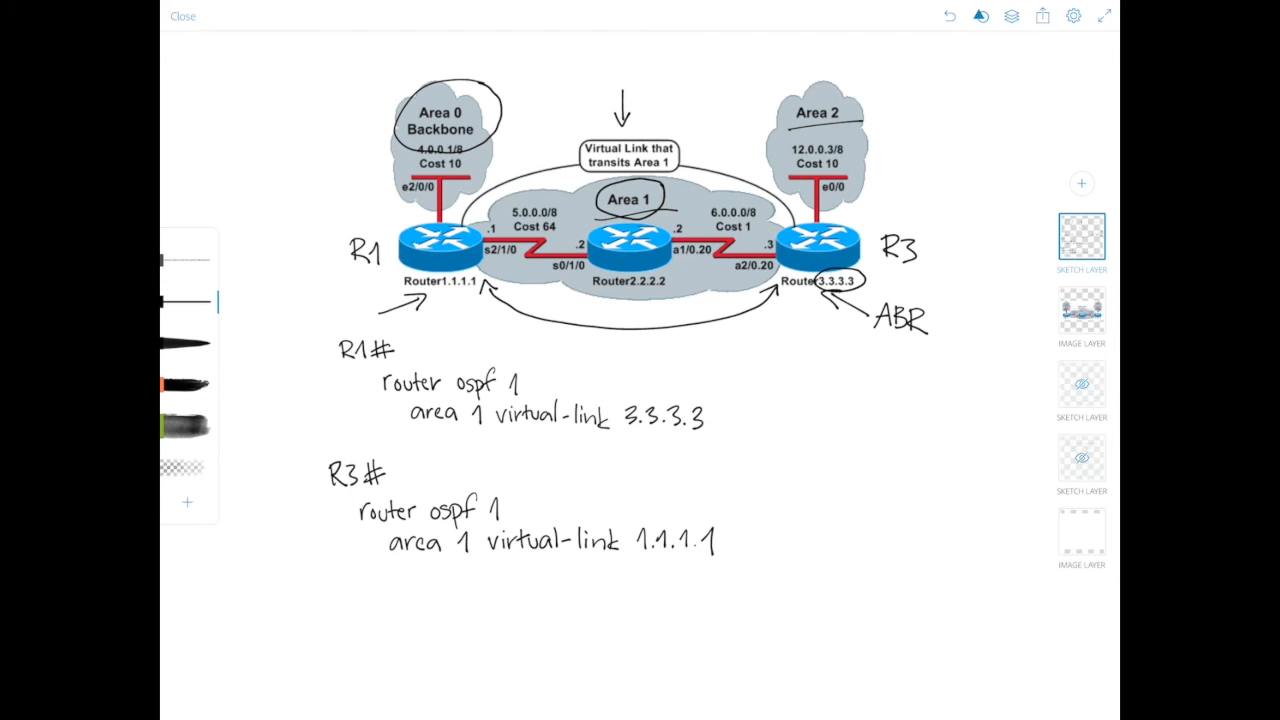 Close
Area 0
Backbone
4.0.0.1/8
Cost 10
e2/0/0
Virtual Link that
transits Area 1
Area 2
12.0.0.3/8
Cost 10
e0/0
Area 1
5.0.0.0/8
Cost 64
6.0.0.0/8
Cost 1
R1
.1
s2/1/0
.2
s0/1/0
.2
a1/0.20
.3
a2/0.20
R3
Router1.1.1.1
Router2.2.2.2
Router3.3.3.3
ABR
R1#
router ospf 1
area 1 virtual-link 3.3.3.3
R3#
router ospf 1
area 1 virtual-link 1.1.1.1
SKETCH LAYER
IMAGE LAYER
SKETCH LAYER
SKETCH LAYER
IMAGE LAYER